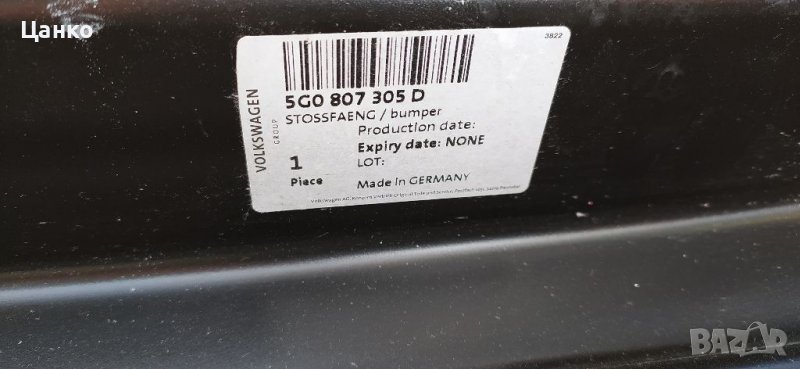 Цанко
3822
VOLKSWAGEN
GROUP
5G0 807 305 D
STOSSFAENG / bumper
Production date:
Expiry date: NONE
1
LOT:
Piece
Made in GERMANY
BAZAR